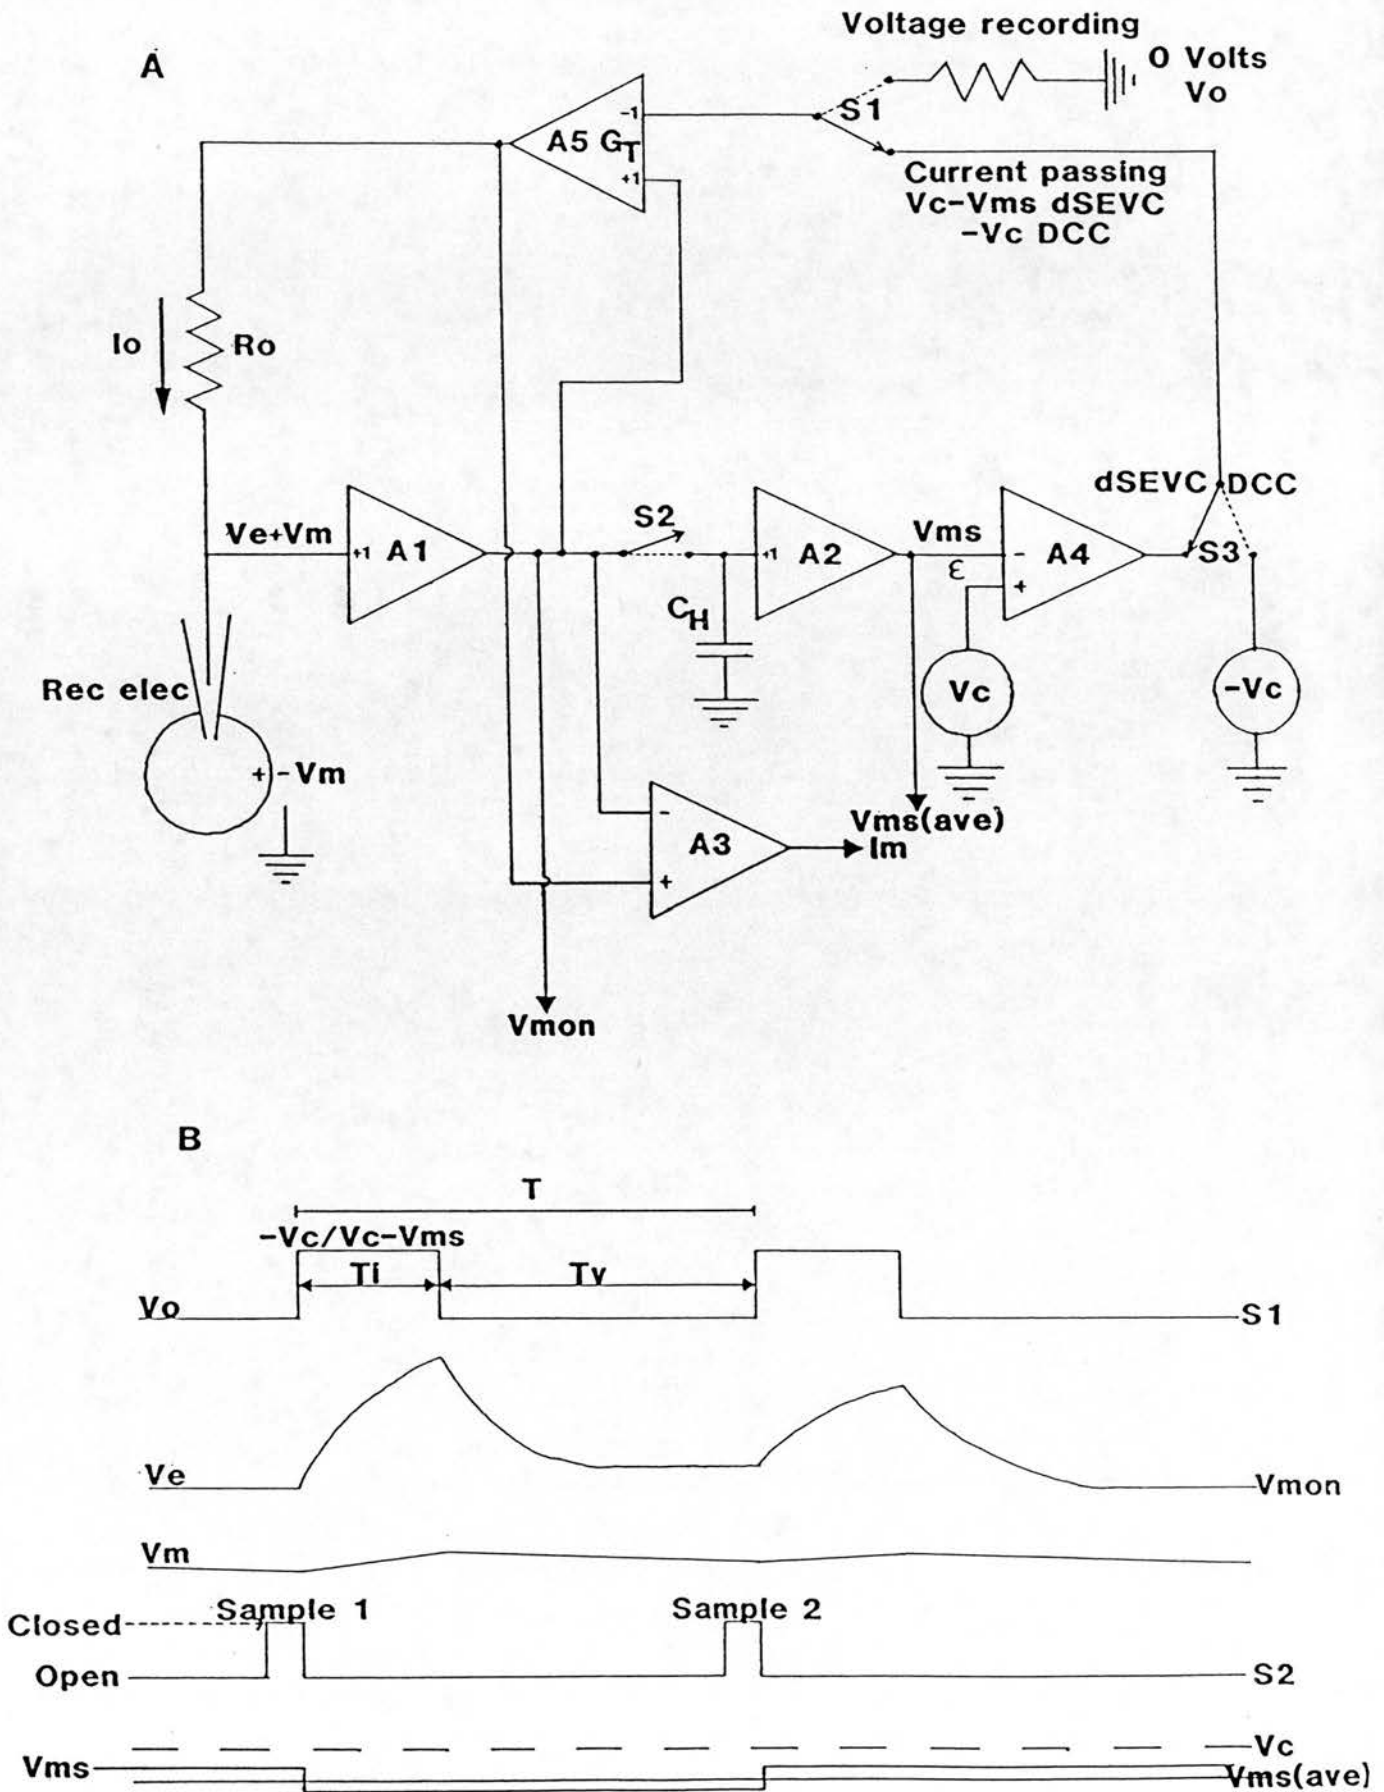 A
Voltage recording
0 Volts
Vo
S1
-1
A5 GT
+1
Current passing
Vc-Vms dSEVC
-Vc DCC
Io
Ro
dSEVC
DCC
Ve+Vm
+1
A1
S2
+1
A2
Vms
ε
-
+
A4
S3
CH
Rec elec
+
-
Vm
Vc
-Vc
-
+
A3
Vms(ave)
Im
Vmon
B
T
-Vc/Vc-Vms
Ti
Tv
Vo
S1
Ve
Vmon
Vm
Sample 1
Sample 2
Closed
Open
S2
Vc
Vms
Vms(ave)